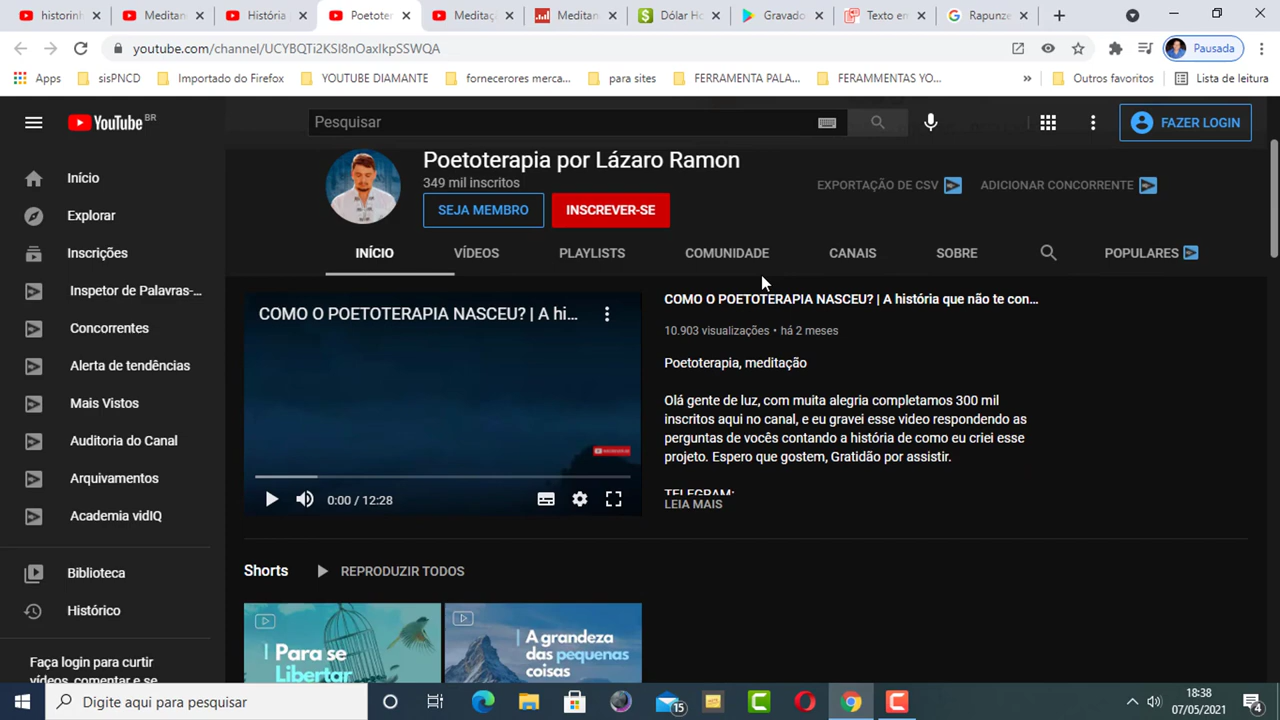 historin
Meditan
História
Poetoter
Meditaç
Meditan
Dólar Ho
Gravado
Texto em
Rapunze
youtube.com/channel/UCYBQTi2KSI8nOaxIkpSSWQA
Pausada
Apps
sisPNCD
Importado do Firefox
YOUTUBE DIAMANTE
fornecerores merca...
para sites
FERRAMENTA PALA...
FERAMMENTAS YO...
»
Outros favoritos
Lista de leitura
YouTube BR
Pesquisar
FAZER LOGIN
Início
Explorar
Inscrições
Inspetor de Palavras-...
Concorrentes
Alerta de tendências
Mais Vistos
Auditoria do Canal
Arquivamentos
Academia vidIQ
Biblioteca
Histórico
Faça login para curtir
vídeos, comentar e se
Poetoterapia por Lázaro Ramon
349 mil inscritos
SEJA MEMBRO
INSCREVER-SE
EXPORTAÇÃO DE CSV
ADICIONAR CONCORRENTE
INÍCIO
VÍDEOS
PLAYLISTS
COMUNIDADE
CANAIS
SOBRE
POPULARES
COMO O POETOTERAPIA NASCEU? | A hi...
0:00 / 12:28
COMO O POETOTERAPIA NASCEU? | A história que não te con...
10.903 visualizações • há 2 meses
Poetoterapia, meditação
Olá gente de luz, com muita alegria completamos 300 mil
inscritos aqui no canal, e eu gravei esse video respondendo as
perguntas de vocês contando a história de como eu criei esse
projeto. Espero que gostem, Gratidão por assistir.
TELEGRAM:
LEIA MAIS
Shorts
REPRODUZIR TODOS
Para se
Libertar
A grandeza
das pequenas
coisas
Digite aqui para pesquisar
15
18:38
07/05/2021
4